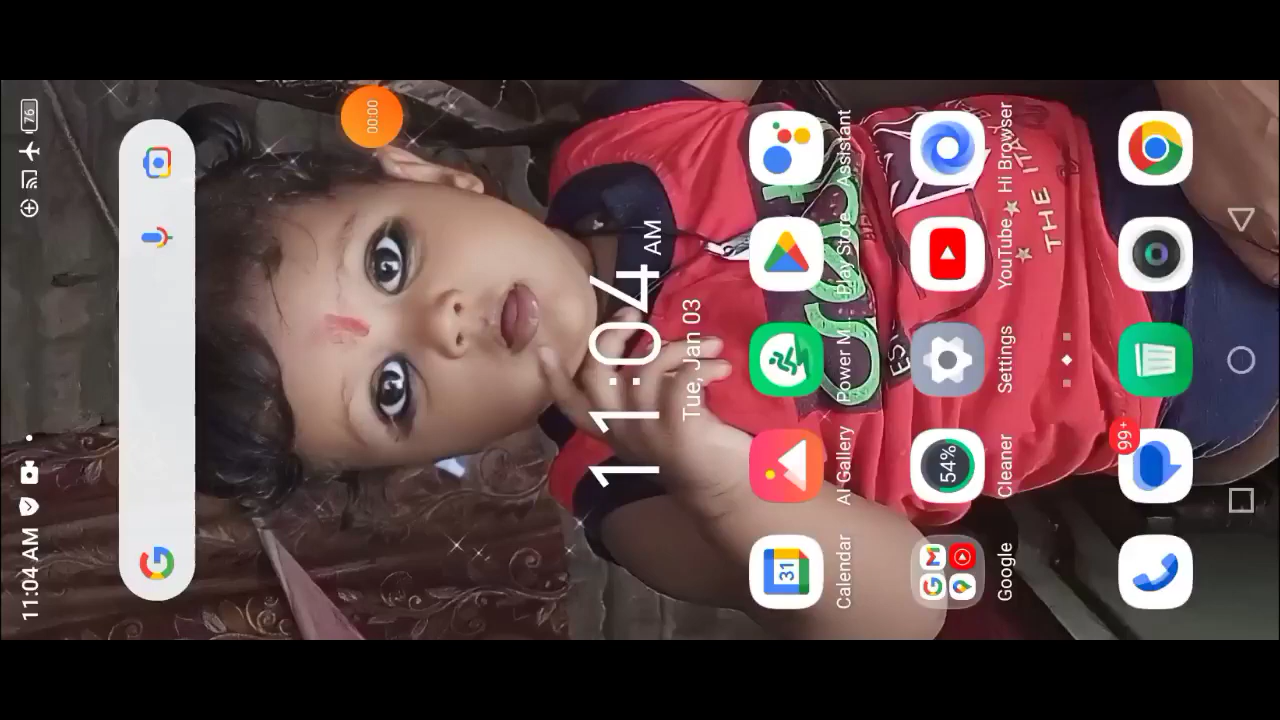 11:04 AM
76
00:00
11:04 AM
Tue, Jan 03
31
Calendar
AI Gallery
Power M...
Play Store
Assistant
Google
54%
Cleaner
Settings
YouTube
Hi Browser
THE
99+